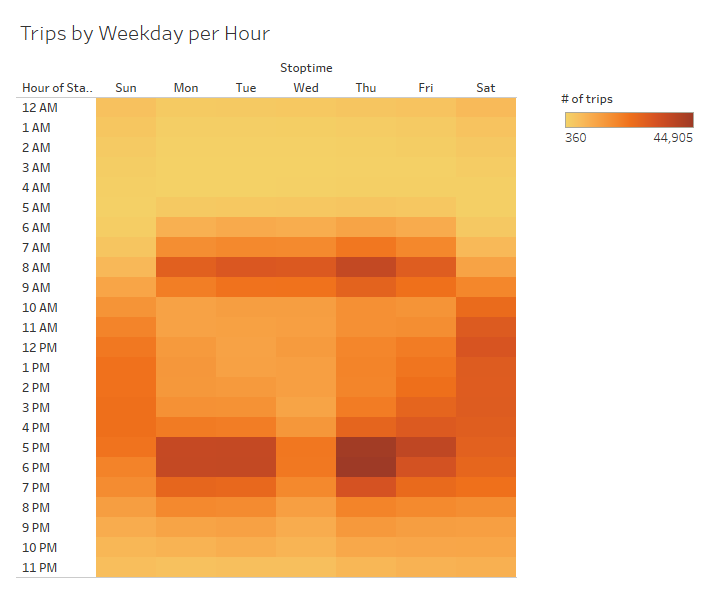 Trips by Weekday per Hour
Stoptime
Hour of Sta.. Sun Mon Tue Wed Thu Fri Sat
# of trips
360 44,905
12 AM
1 AM
2 AM
3 AM
4 AM
5 AM
6 AM
7 AM
8 AM
9 AM
10 AM
11 AM
12 PM
1 PM
2 PM
3 PM
4 PM
5 PM
6 PM
7 PM
8 PM
9 PM
10 PM
11 PM